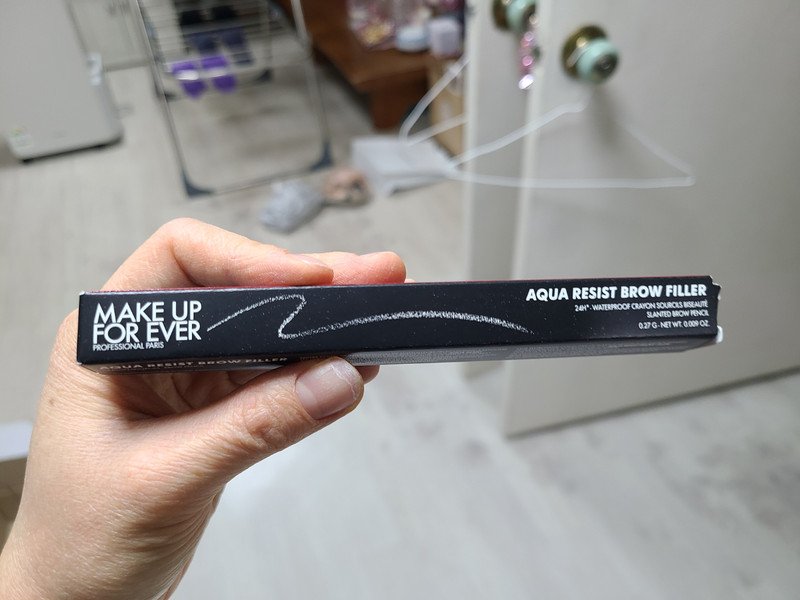 MAKE UP
FOR EVER
PROFESSIONAL PARIS
AQUA RESIST BROW FILLER
24H* WATERPROOF CRAYON SOURCILS BISEAUTÉ
SLANTED BROW PENCIL
0.27 G - NET WT. 0.009 OZ.
AQUA RESIST BROW FILLER